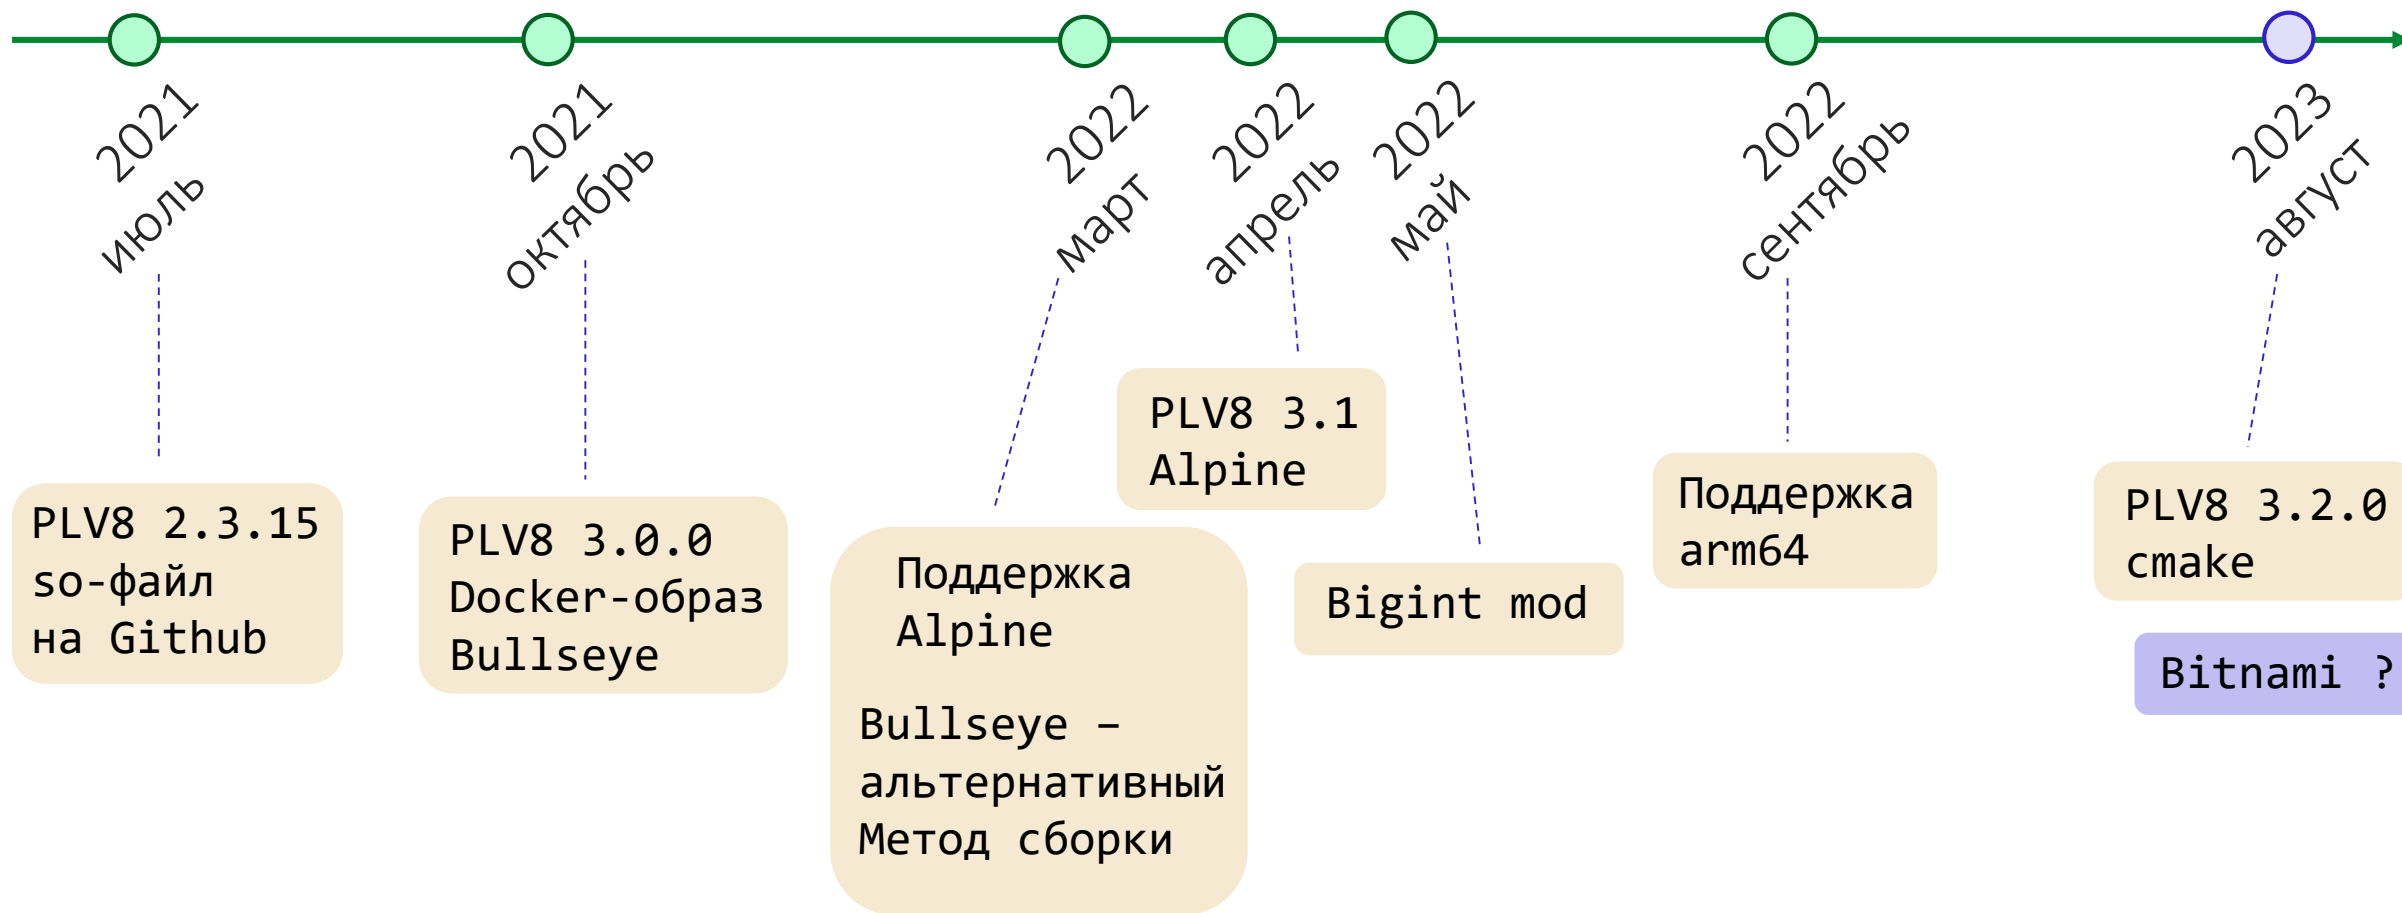 2021
июль
2021
октябрь
2022
март
2022
апрель
2022
май
2022
сентябрь
2023
август
PLV8 2.3.15
so-файл
на Github
PLV8 3.0.0
Docker-образ
Bullseye
Поддержка
Alpine
Bullseye –
альтернативный
Метод сборки
PLV8 3.1
Alpine
Bigint mod
Поддержка
arm64
PLV8 3.2.0
cmake
Bitnami ?